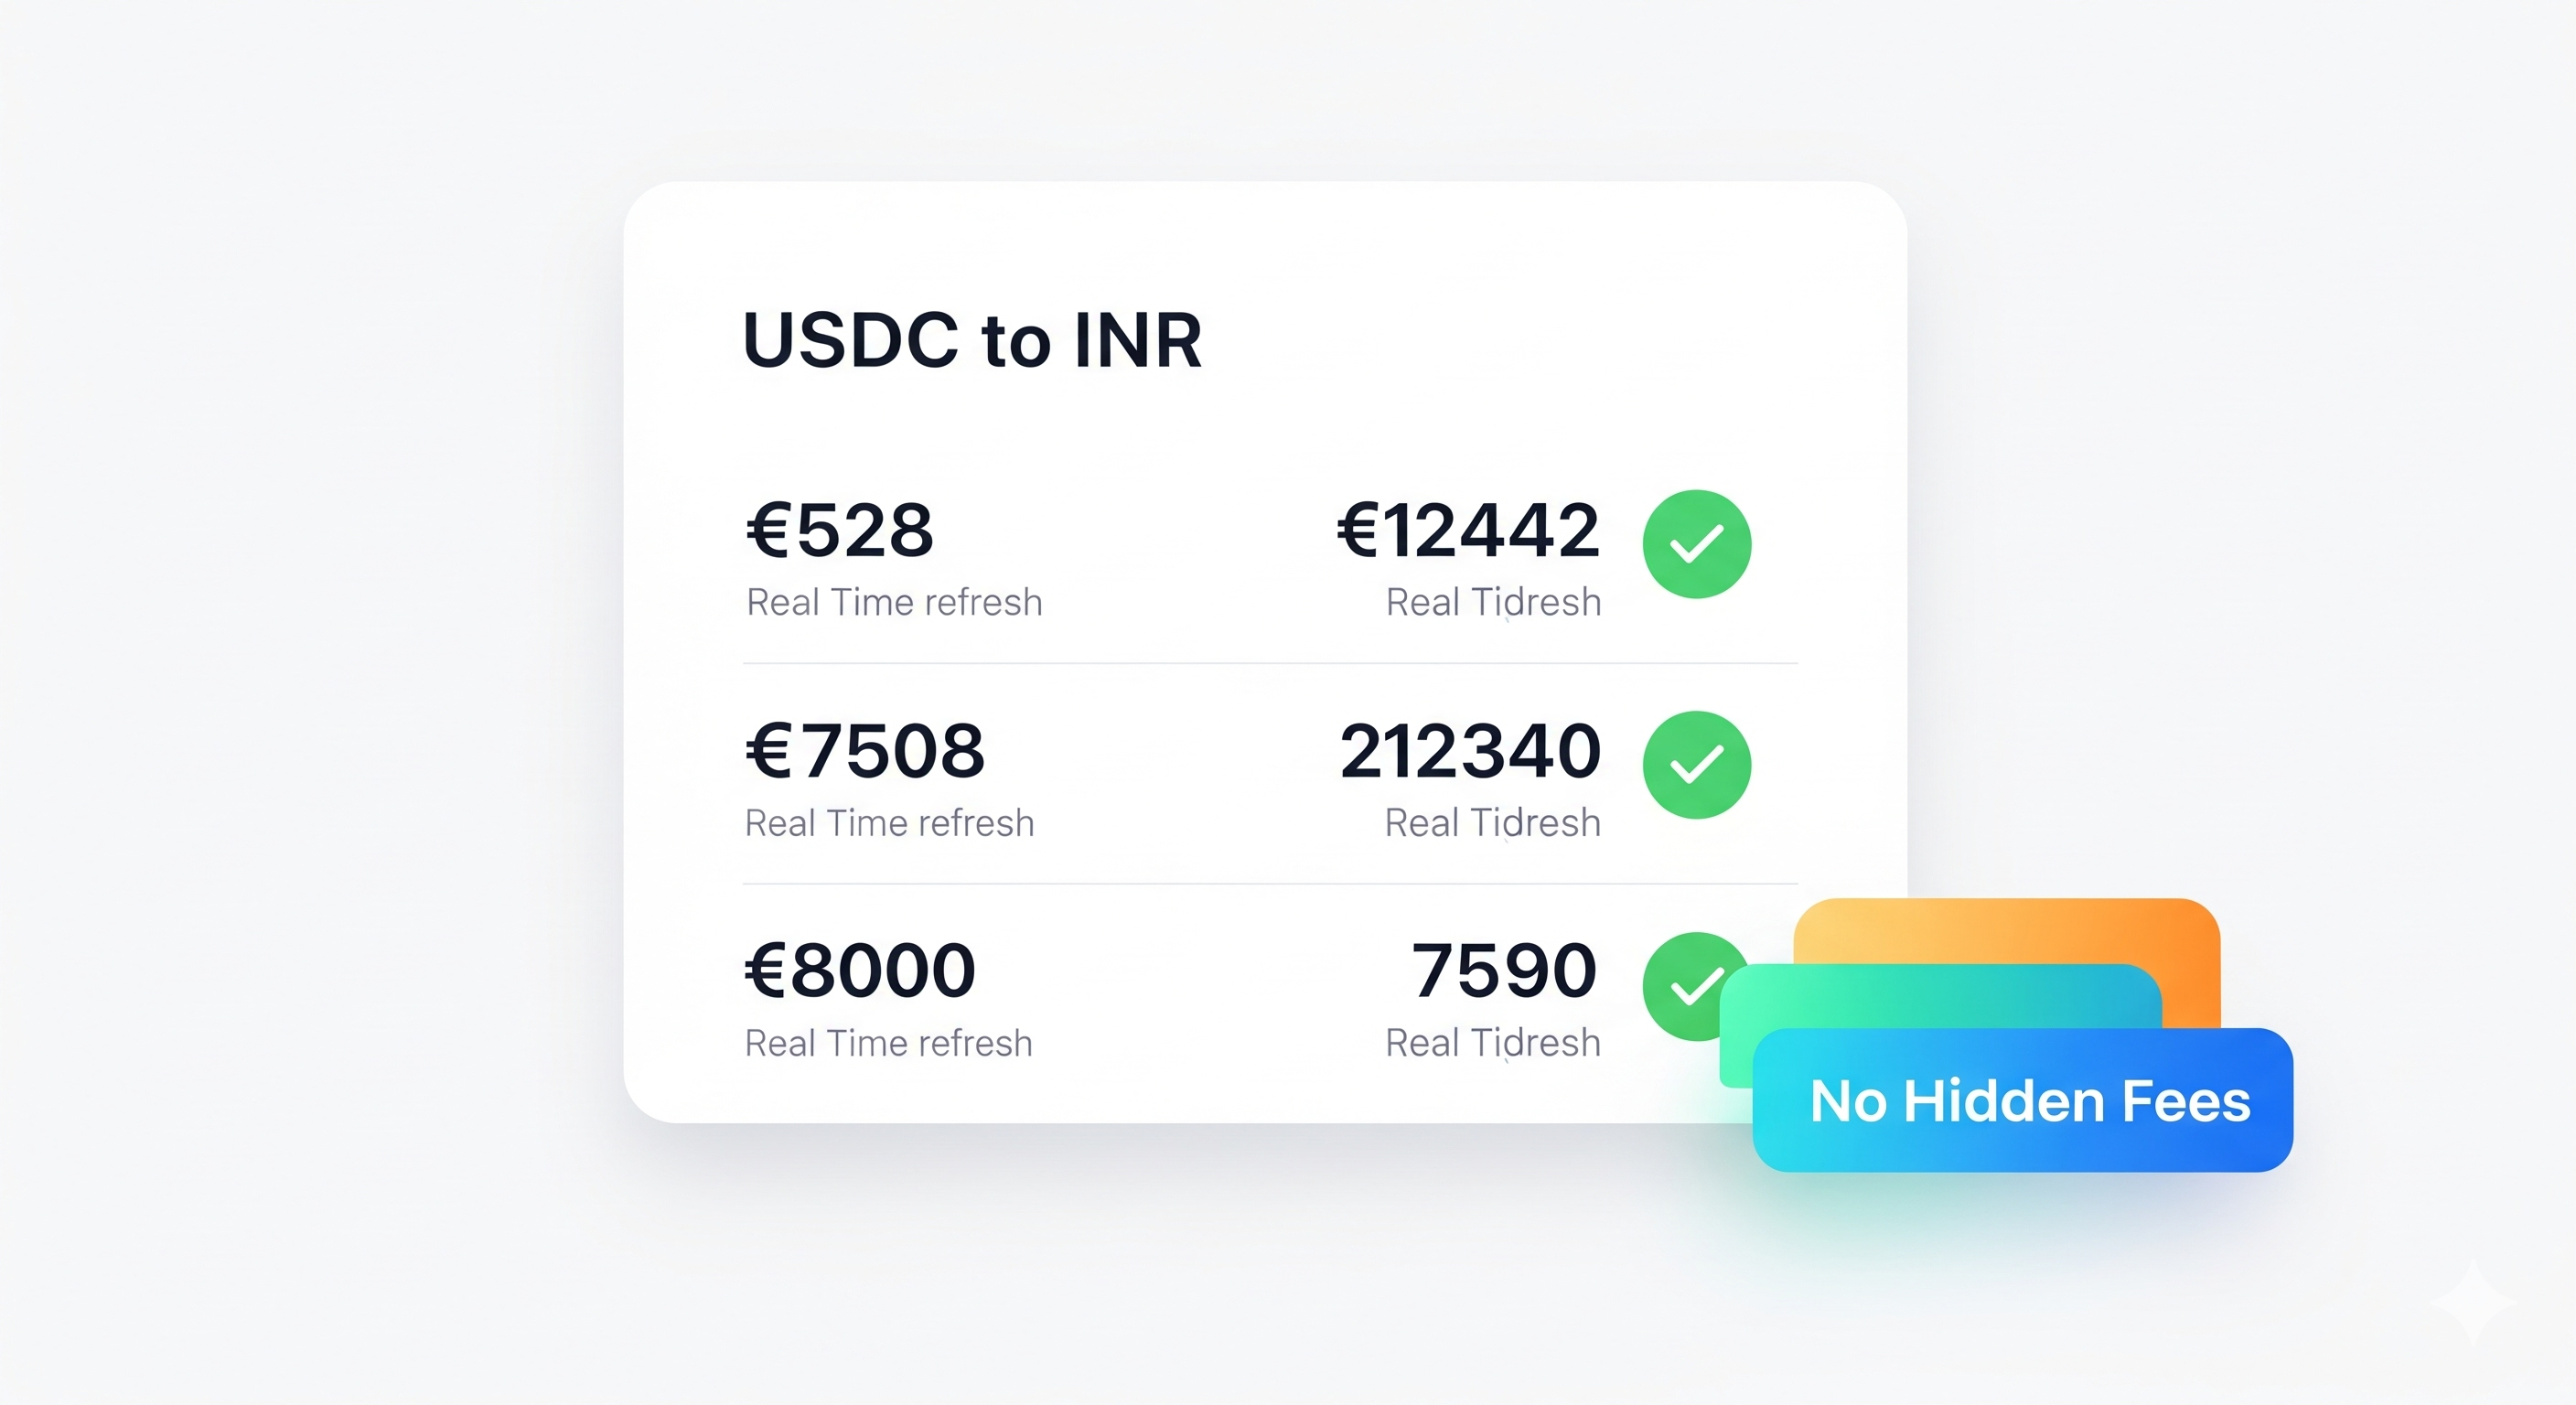 USDC to INR
€528 €12442
Real Time refresh Real Tidresh
€7508 212340
Real Time refresh Real Tidresh
€8000 7590
Real Time refresh Real Tidresh
No Hidden Fees